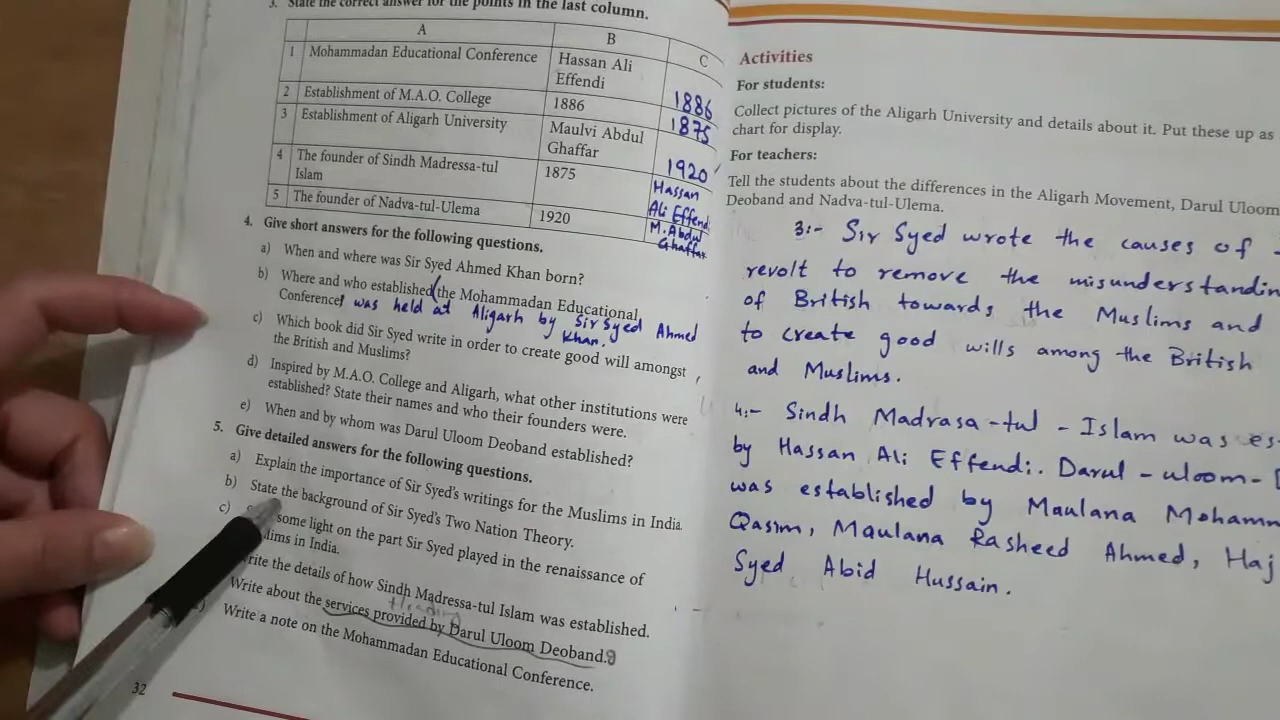 3. State the correct answer for the points in the last column.
A B C
1 Mohammadan Educational Conference Hassan Ali Effendi 1886
2 Establishment of M.A.O. College 1886 1875
3 Establishment of Aligarh University Maulvi Abdul Ghaffar 1920
4 The founder of Sindh Madressa-tul Islam 1875 Hassan Ali Effend
5 The founder of Nadva-tul-Ulema 1920 M. Abdul Ghaffar
4. Give short answers for the following questions.
a) When and where was Sir Syed Ahmed Khan born?
b) Where and who established the Mohammadan Educational
Conference was held at Aligarh by Sir Syed Ahmed
Khan.
c) Which book did Sir Syed write in order to create good will amongst
the British and Muslims?
d) Inspired by M.A.O. College and Aligarh, what other institutions were
established? State their names and who their founders were.
e) When and by whom was Darul Uloom Deoband established?
5. Give detailed answers for the following questions.
a) Explain the importance of Sir Syed's writings for the Muslims in India.
b) State the background of Sir Syed's Two Nation Theory.
c) some light on the part Sir Syed played in the renaissance of
lims in India.
rite the details of how Sindh Madressa-tul Islam was established.
Write about the services provided by Darul Uloom Deoband.
Write a note on the Mohammadan Educational Conference.
32
Activities
For students:
Collect pictures of the Aligarh University and details about it. Put these up as
chart for display.
For teachers:
Tell the students about the differences in the Aligarh Movement, Darul Uloom
Deoband and Nadva-tul-Ulema.
3:- Sir Syed wrote the causes of
revolt to remove the misunderstandin
of British towards the Muslims and
to create good wills among the British
and Muslims.
4:- Sindh Madrasa-tul-Islam was es
by Hassan Ali Effendi. Darul-uloom-
was established by Maulana Mohamm
Qasim, Maulana Rasheed Ahmed, Haj
Syed Abid Hussain.